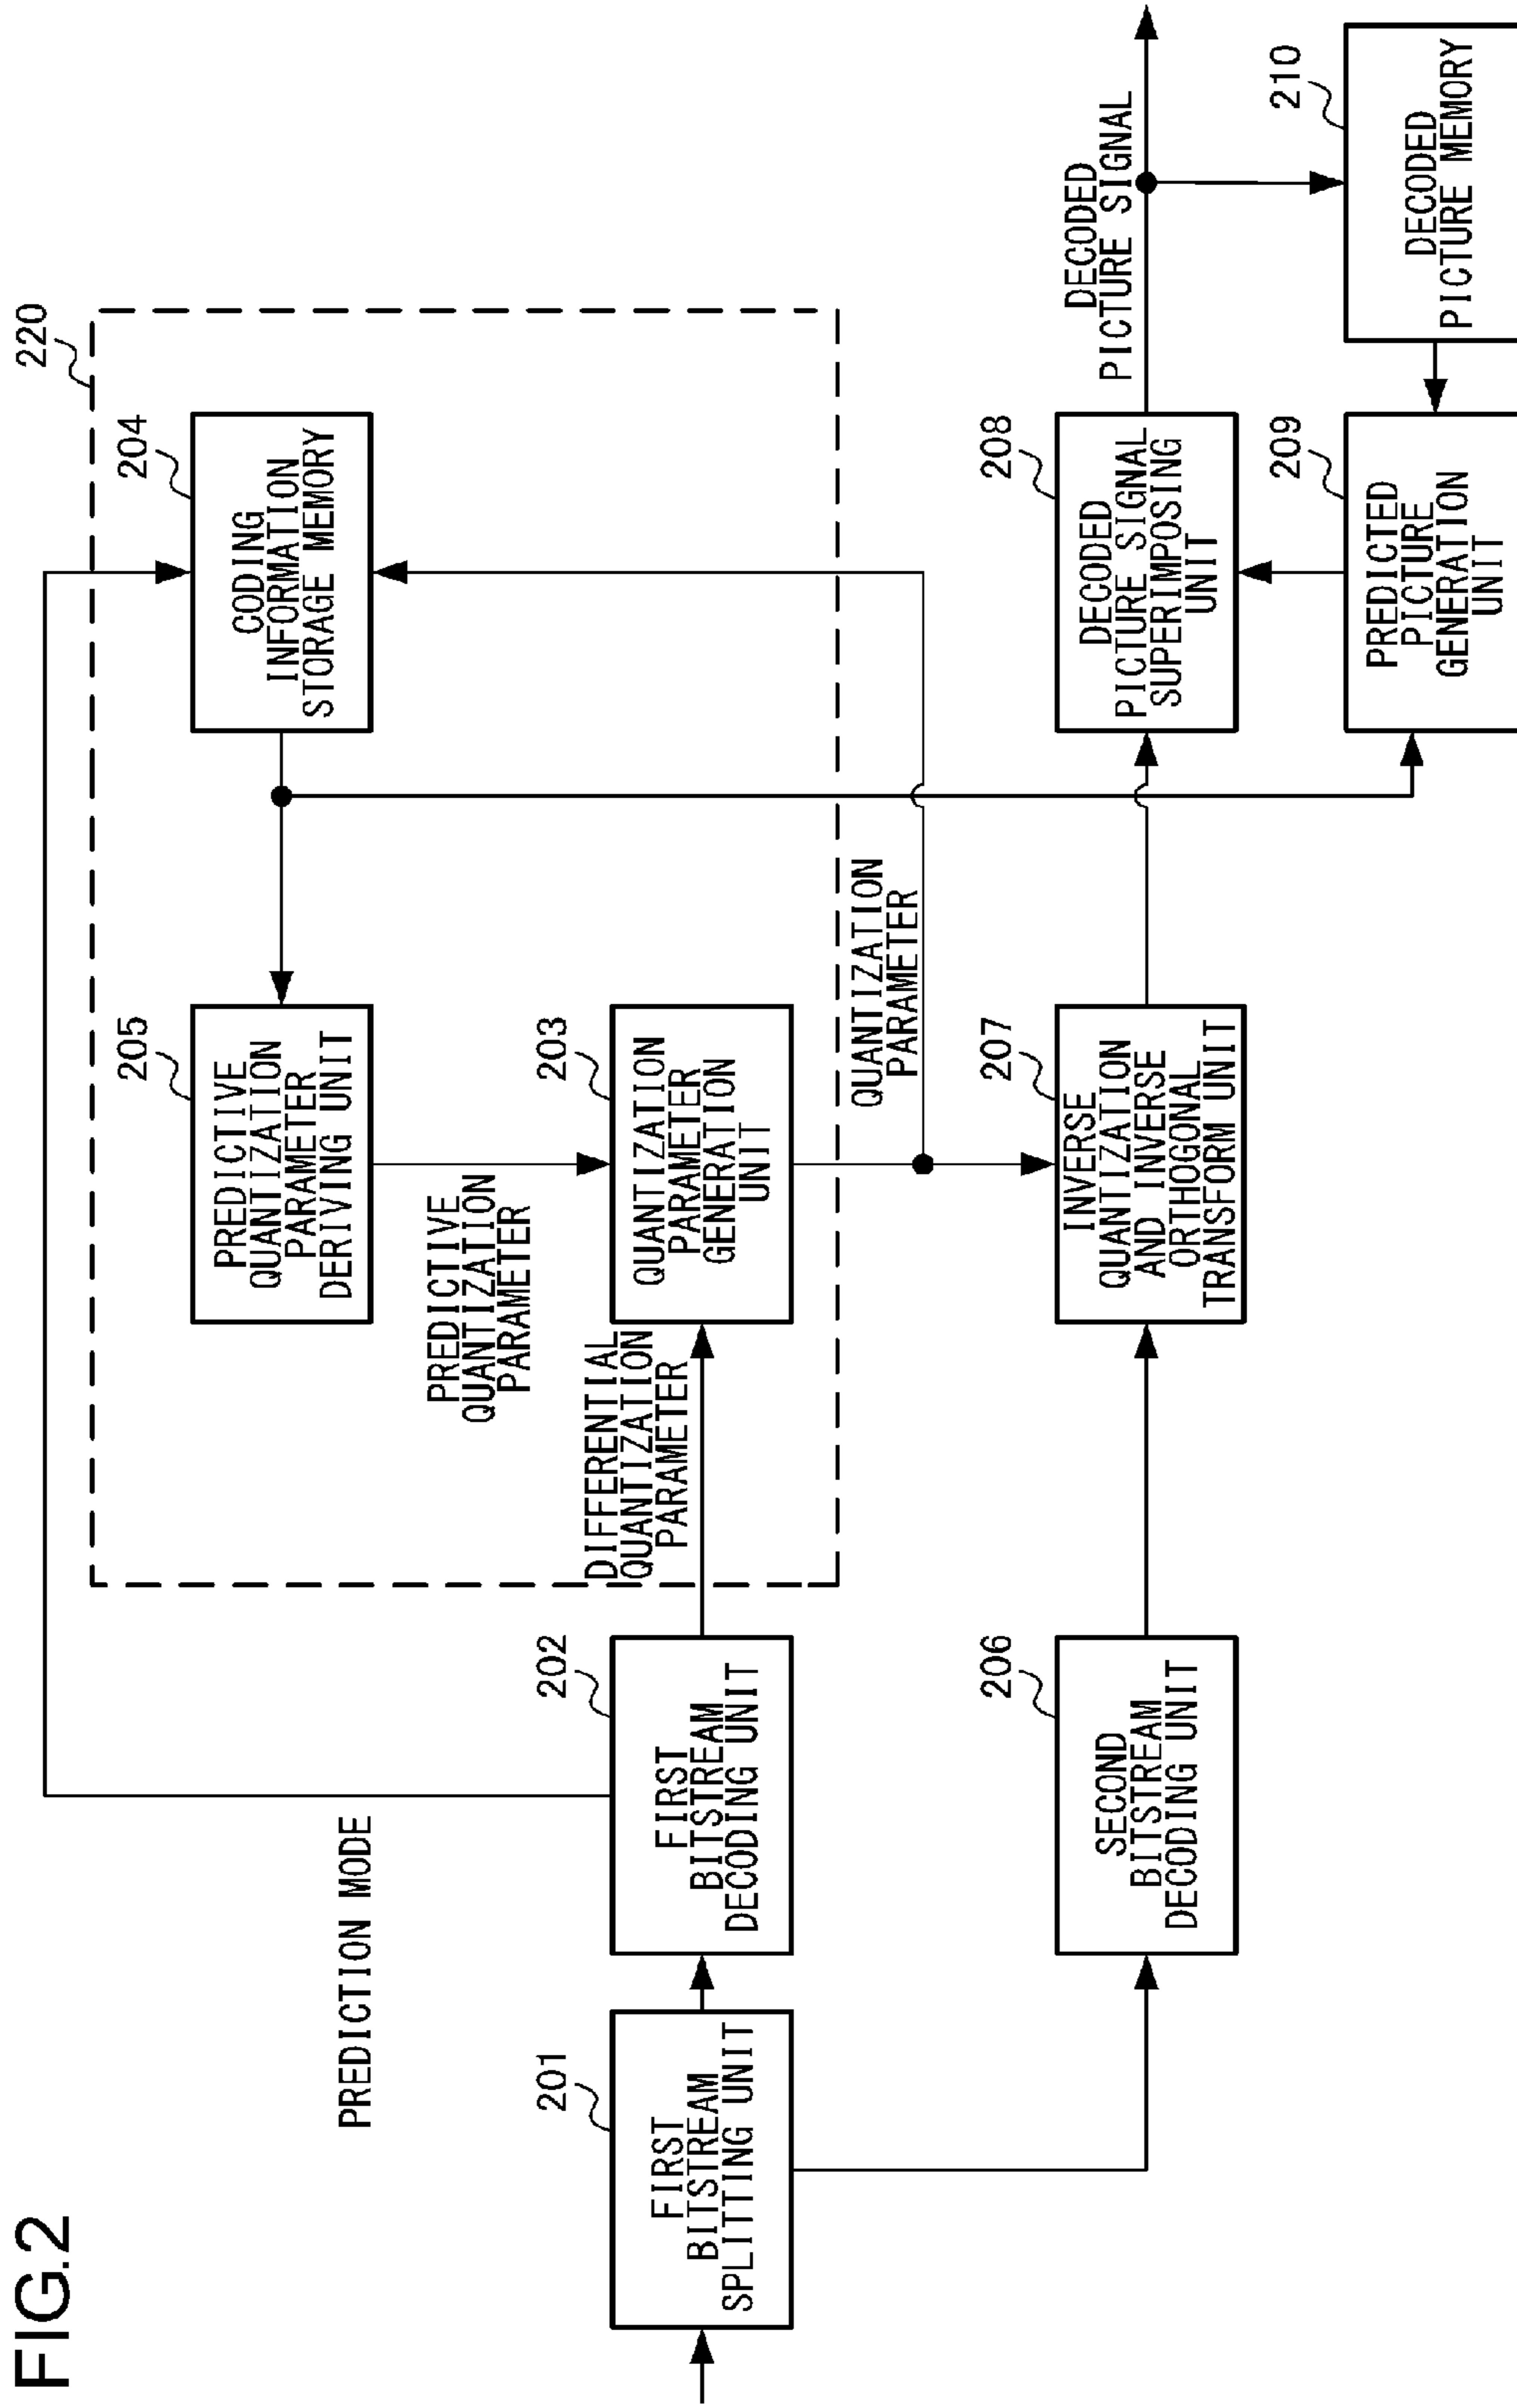 FIG.2
220
PREDICTION MODE
205
PREDICTIVE
QUANTIZATION
PARAMETER
DERIVING UNIT
204
CODING
INFORMATION
STORAGE MEMORY
PREDICTIVE
QUANTIZATION
PARAMETER
201
FIRST
BITSTREAM
SPLITTING UNIT
202
FIRST
BITSTREAM
DECODING UNIT
DIFFERENTIAL
QUANTIZATION
PARAMETER
203
QUANTIZATION
PARAMETER
GENERATION
UNIT
QUANTIZATION
PARAMETER
206
SECOND
BITSTREAM
DECODING UNIT
207
INVERSE
QUANTIZATION
AND INVERSE
ORTHOGONAL
TRANSFORM UNIT
208
DECODED
PICTURE SIGNAL
SUPERIMPOSING
UNIT
DECODED
PICTURE SIGNAL
209
PREDICTED
PICTURE
GENERATION
UNIT
210
DECODED
PICTURE MEMORY